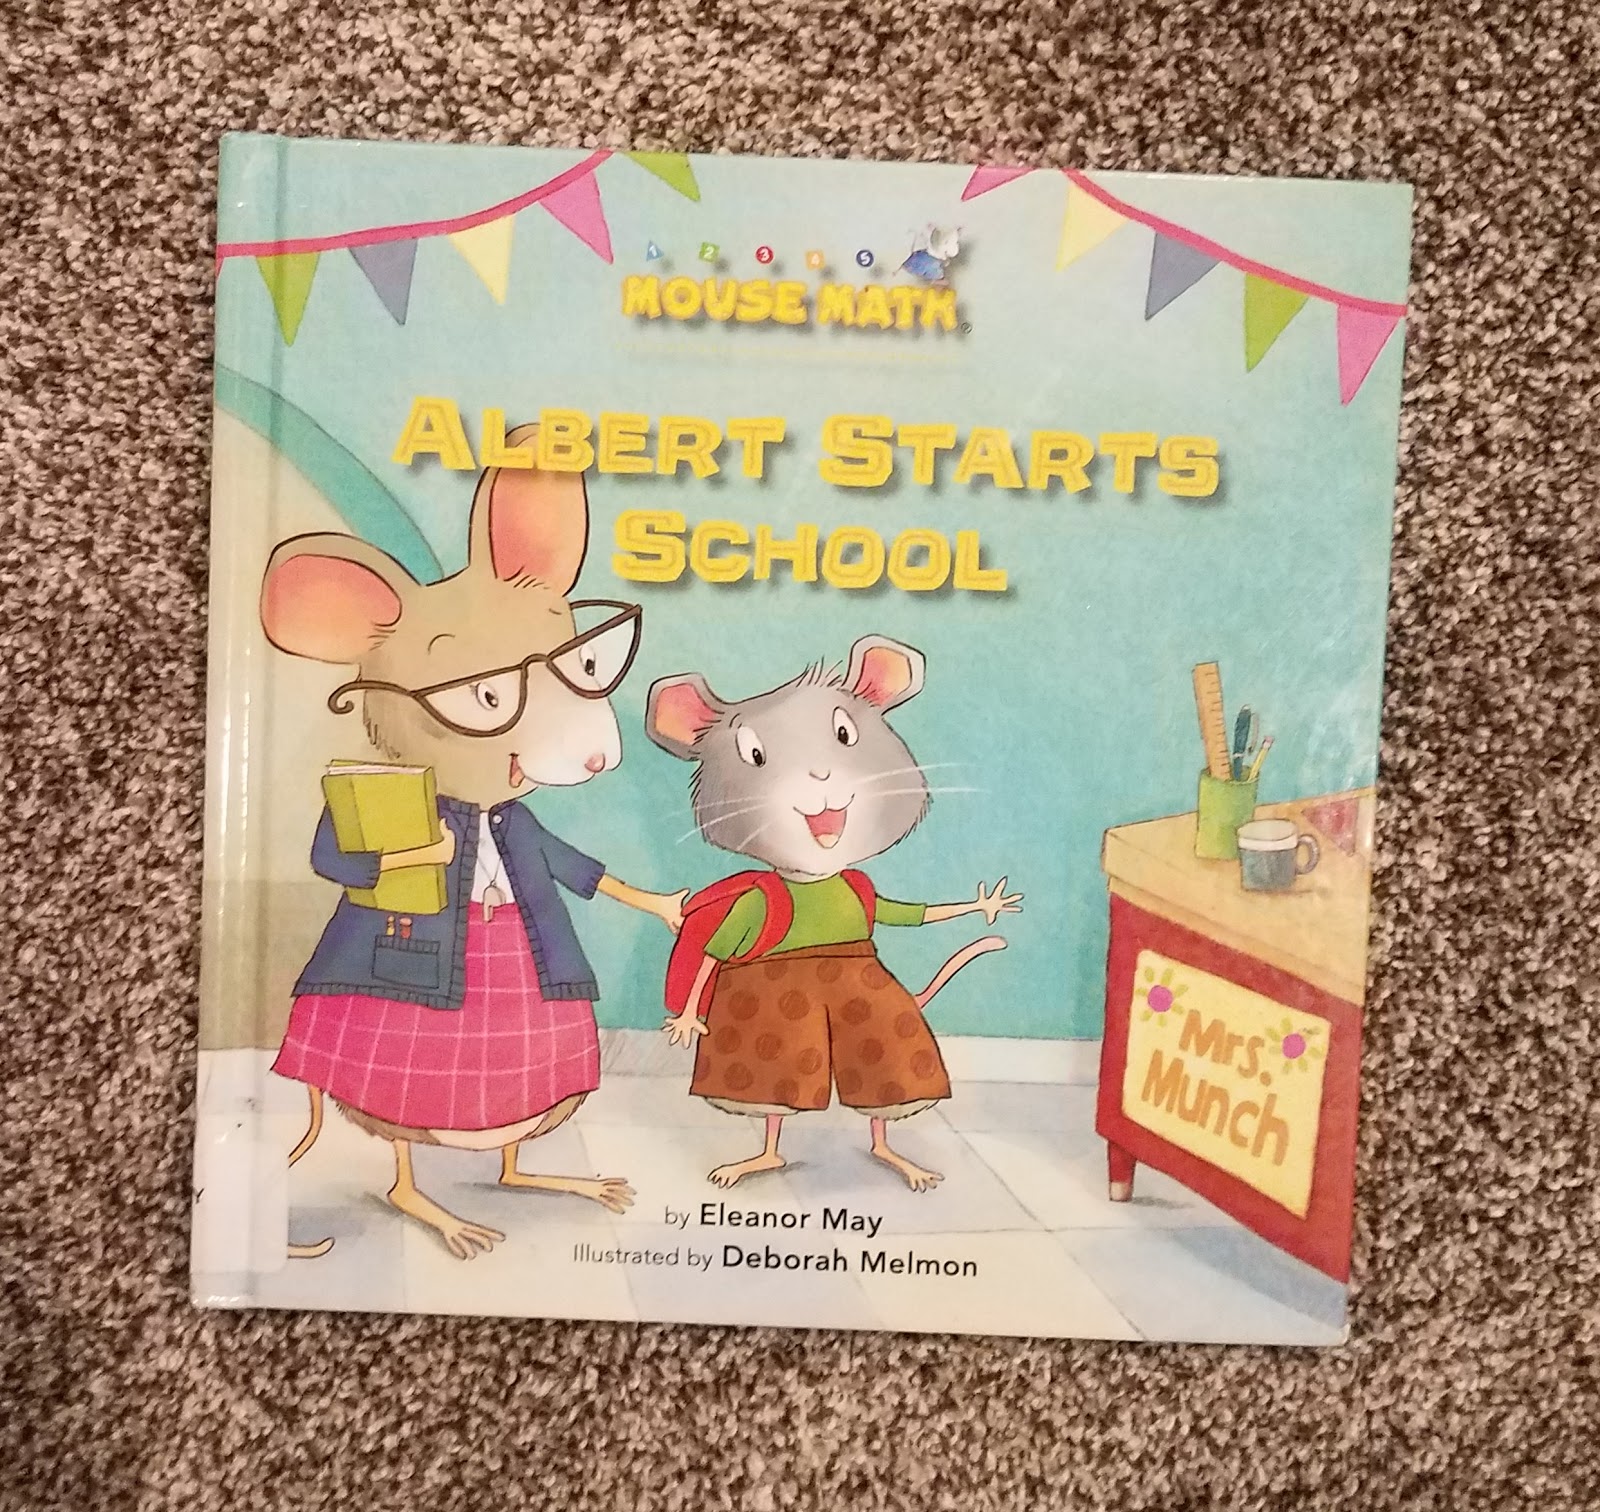 1 2 3 4 5
MOUSE MATH®
ALBERT STARTS
SCHOOL
Mrs.
Munch
by Eleanor May
Illustrated by Deborah Melmon
Y